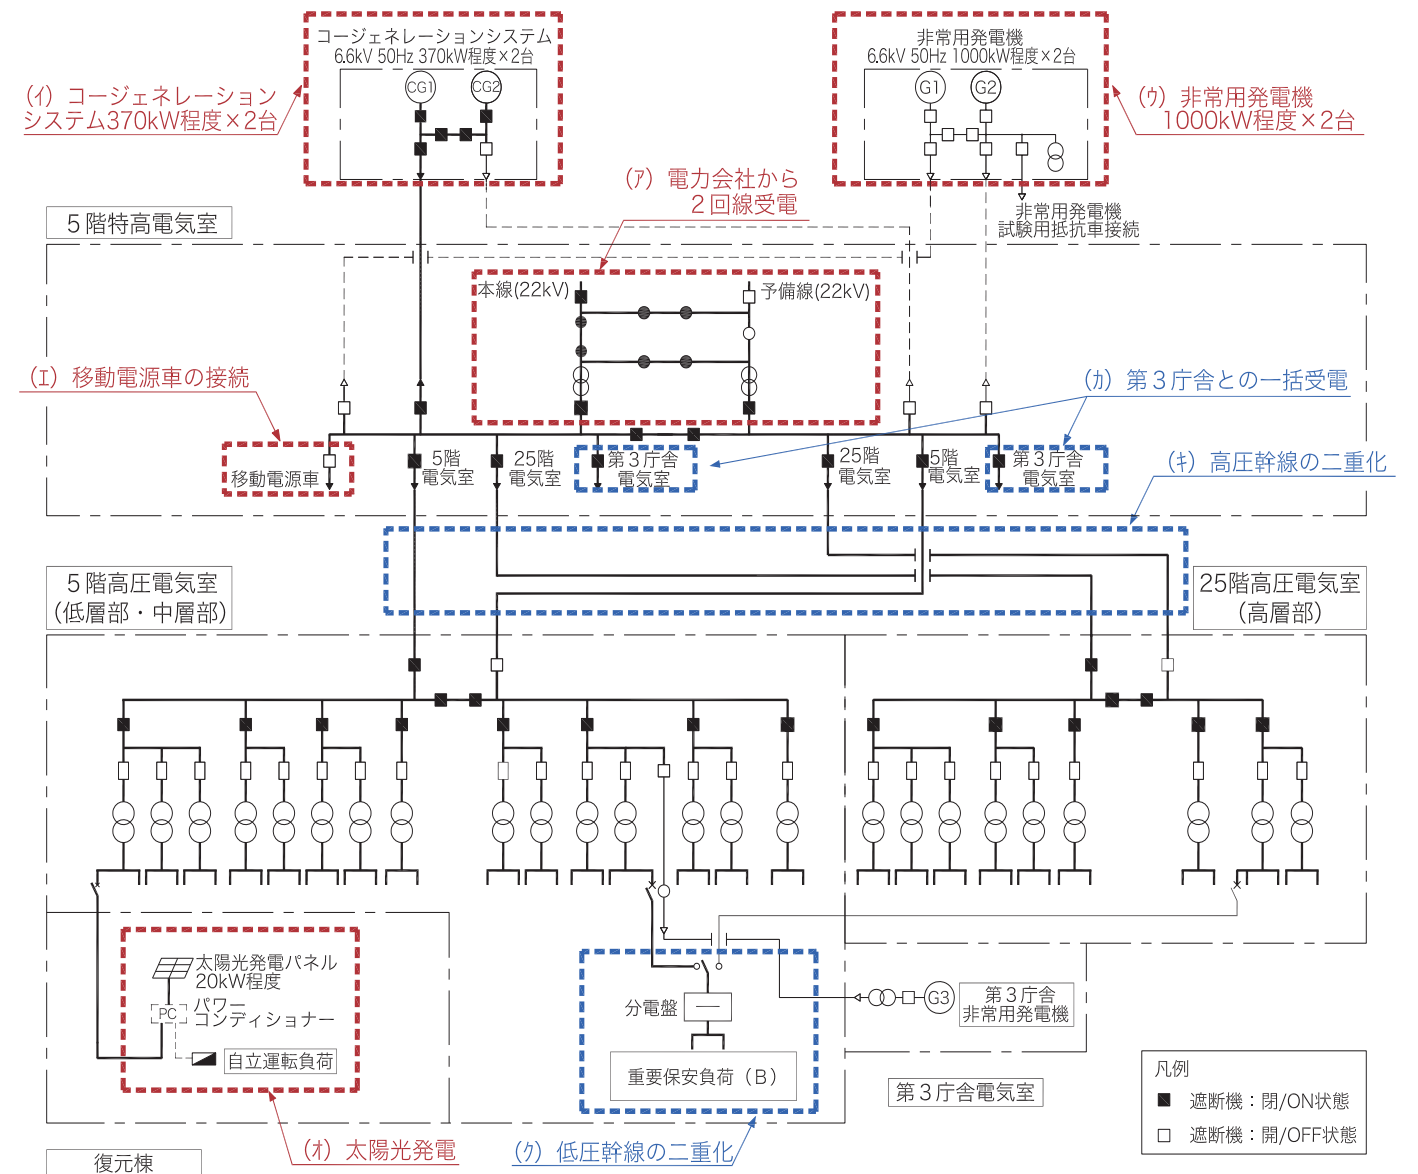 コージェネレーションシステム
6.6kV 50Hz 370kW程度×2台
CG1
CG2
(ｲ) コージェネレーション
システム370kW程度×2台
非常用発電機
6.6kV 50Hz 1000kW程度×2台
G1
G2
(ｳ) 非常用発電機
1000kW程度×2台
(ｱ) 電力会社から
2回線受電
非常用発電機
試験用抵抗車接続
5階特高電気室
本線(22kV)
予備線(22kV)
(ｴ) 移動電源車の接続
(ｶ) 第3庁舎との一括受電
移動電源車
5階
電気室
25階
電気室
第3庁舎
電気室
25階
電気室
5階
電気室
第3庁舎
電気室
(ｷ) 高圧幹線の二重化
5階高圧電気室
(低層部・中層部)
25階高圧電気室
(高層部)
太陽光発電パネル
20kW程度
PC
パワー
コンディショナー
自立運転負荷
分電盤
重要保安負荷（B）
G3
第3庁舎
非常用発電機
第3庁舎電気室
凡例
遮断機：閉/ON状態
遮断機：開/OFF状態
(ｵ) 太陽光発電
(ｸ) 低圧幹線の二重化
復元棟